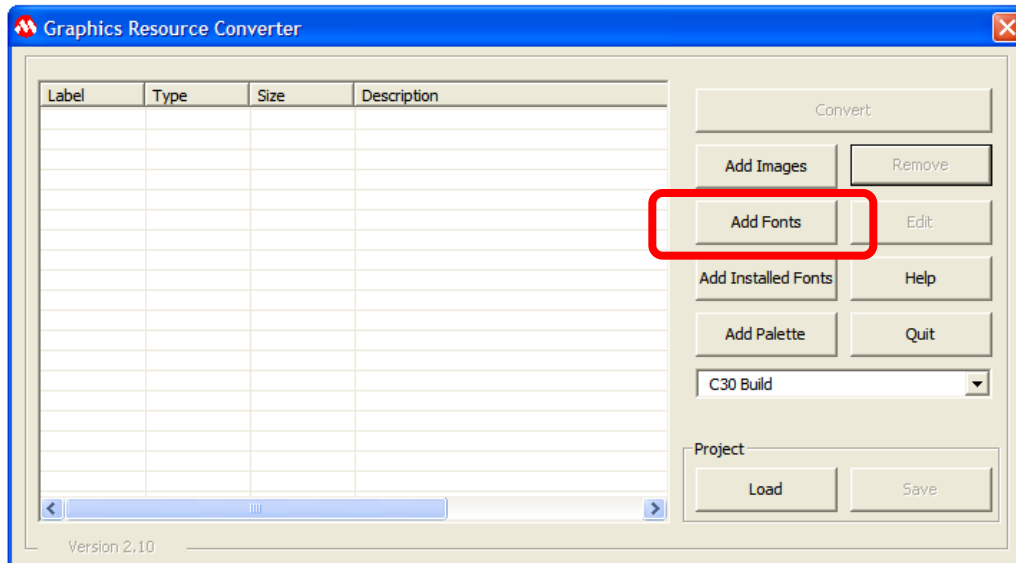 Graphics Resource Converter
Label Type Size Description
Convert
Add Images Remove
Add Fonts Edit
Add Installed Fonts Help
Add Palette Quit
C30 Build
Project
Load Save
Version 2.10